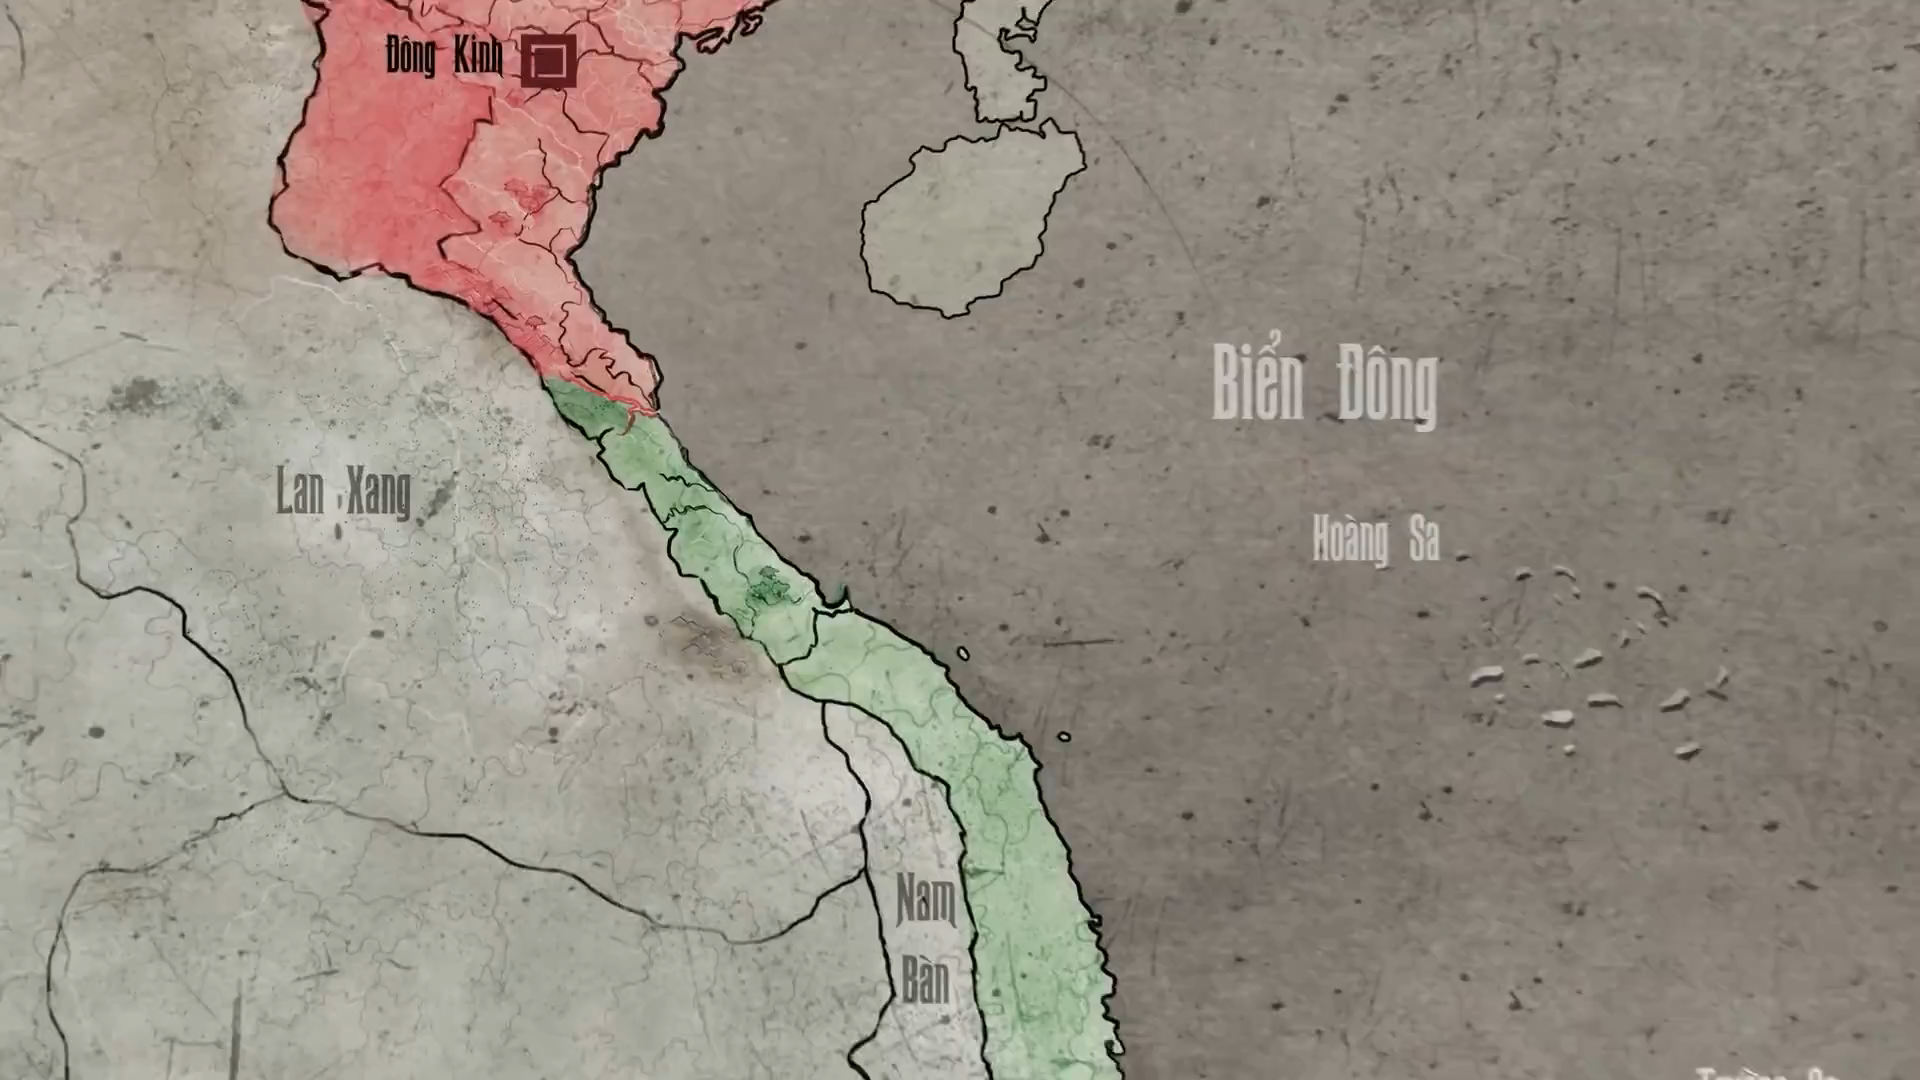 Đông Kinh
Biển Đông
Lan Xang
Hoàng Sa
Nam
Bàn